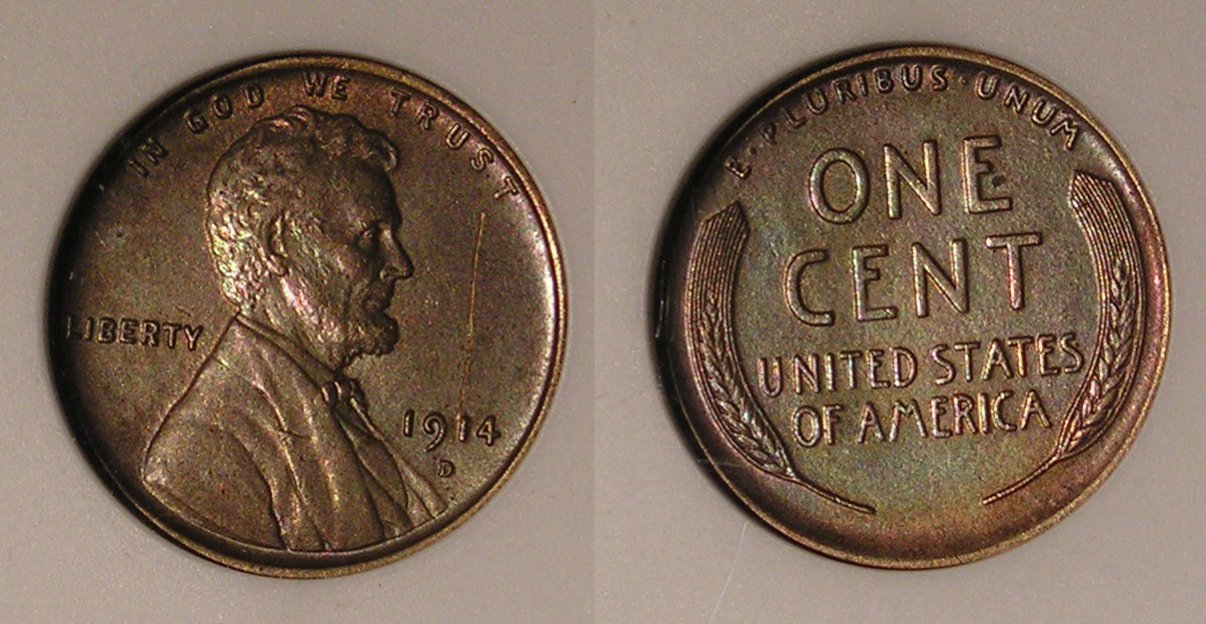 IN GOD WE TRUST
LIBERTY
1914
D
E·PLURIBUS·UNUM
ONE
CENT
UNITED STATES
OF AMERICA